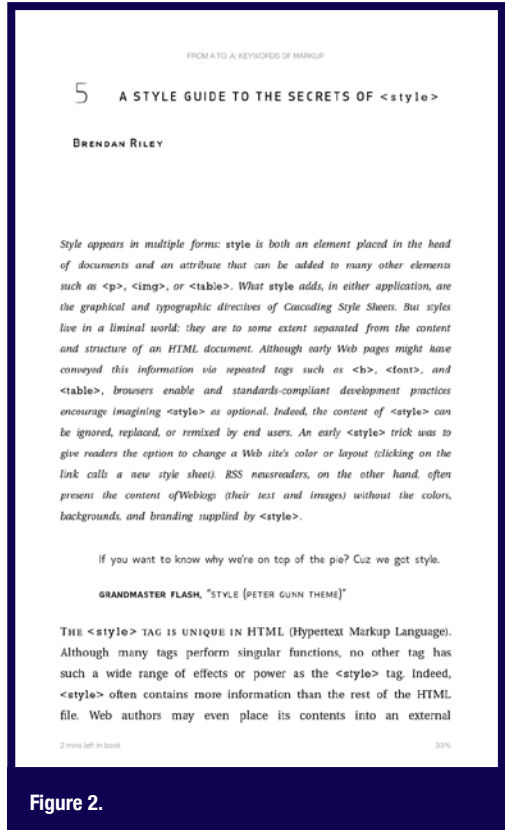 FROM A TO <A>: KEYWORDS OF MARKUP
5 A STYLE GUIDE TO THE SECRETS OF <style>
BRENDAN RILEY
Style appears in multiple forms: style is both an element placed in the head
of documents and an attribute that can be added to many other elements
such as <p>, <img>, or <table>. What style adds, in either application, are
the graphical and typographic directives of Cascading Style Sheets. But styles
live in a liminal world: they are to some extent separated from the content
and structure of an HTML document. Although early Web pages might have
conveyed this information via repeated tags such as <b>, <font>, and
<table>, browsers enable and standards-compliant development practices
encourage imagining <style> as optional. Indeed, the content of <style> can
be ignored, replaced, or remixed by end users. An early <style> trick was to
give readers the option to change a Web site's color or layout (clicking on the
link calls a new style sheet). RSS newsreaders, on the other hand, often
present the content ofWeblogs (their text and images) without the colors,
backgrounds, and branding supplied by <style>.
If you want to know why we're on top of the pie? Cuz we got style.
GRANDMASTER FLASH, "STYLE (PETER GUNN THEME)"
THE <style> TAG IS UNIQUE IN HTML (Hypertext Markup Language).
Although many tags perform singular functions, no other tag has
such a wide range of effects or power as the <style> tag. Indeed,
<style> often contains more information than the rest of the HTML
file. Web authors may even place its contents into an external
2 mins left in book 33%
Figure 2.